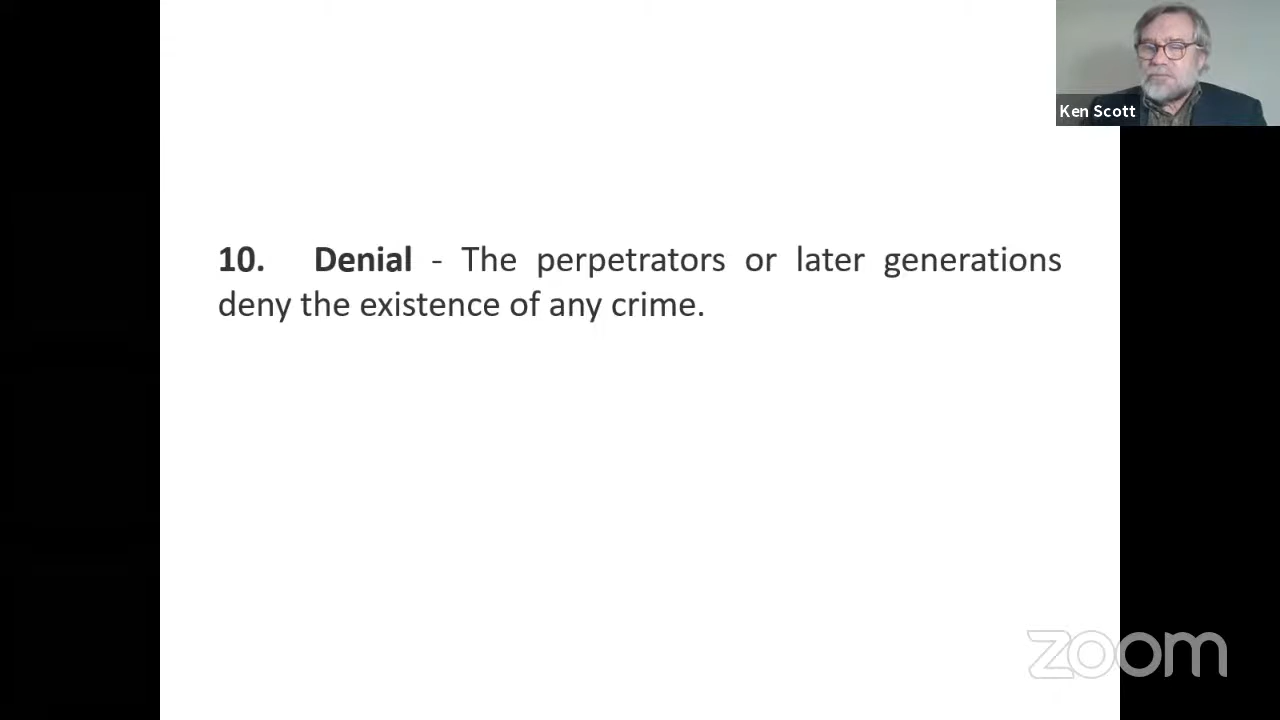 Ken Scott
10. Denial - The perpetrators or later generations
deny the existence of any crime.
zoom